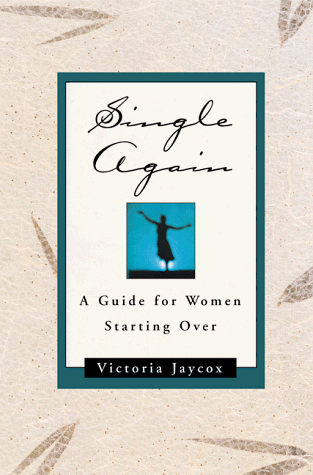 Single
Again
A Guide for Women
Starting Over
Victoria Jaycox